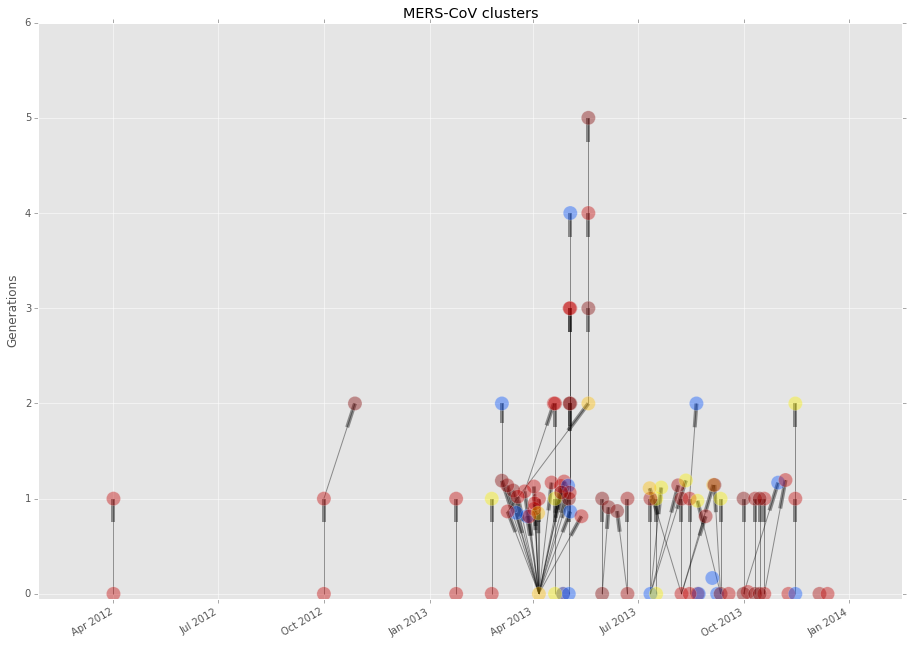 MERS-CoV clusters
6
5
4
3
2
1
0
Generations
Apr 2012
Jul 2012
Oct 2012
Jan 2013
Apr 2013
Jul 2013
Oct 2013
Jan 2014